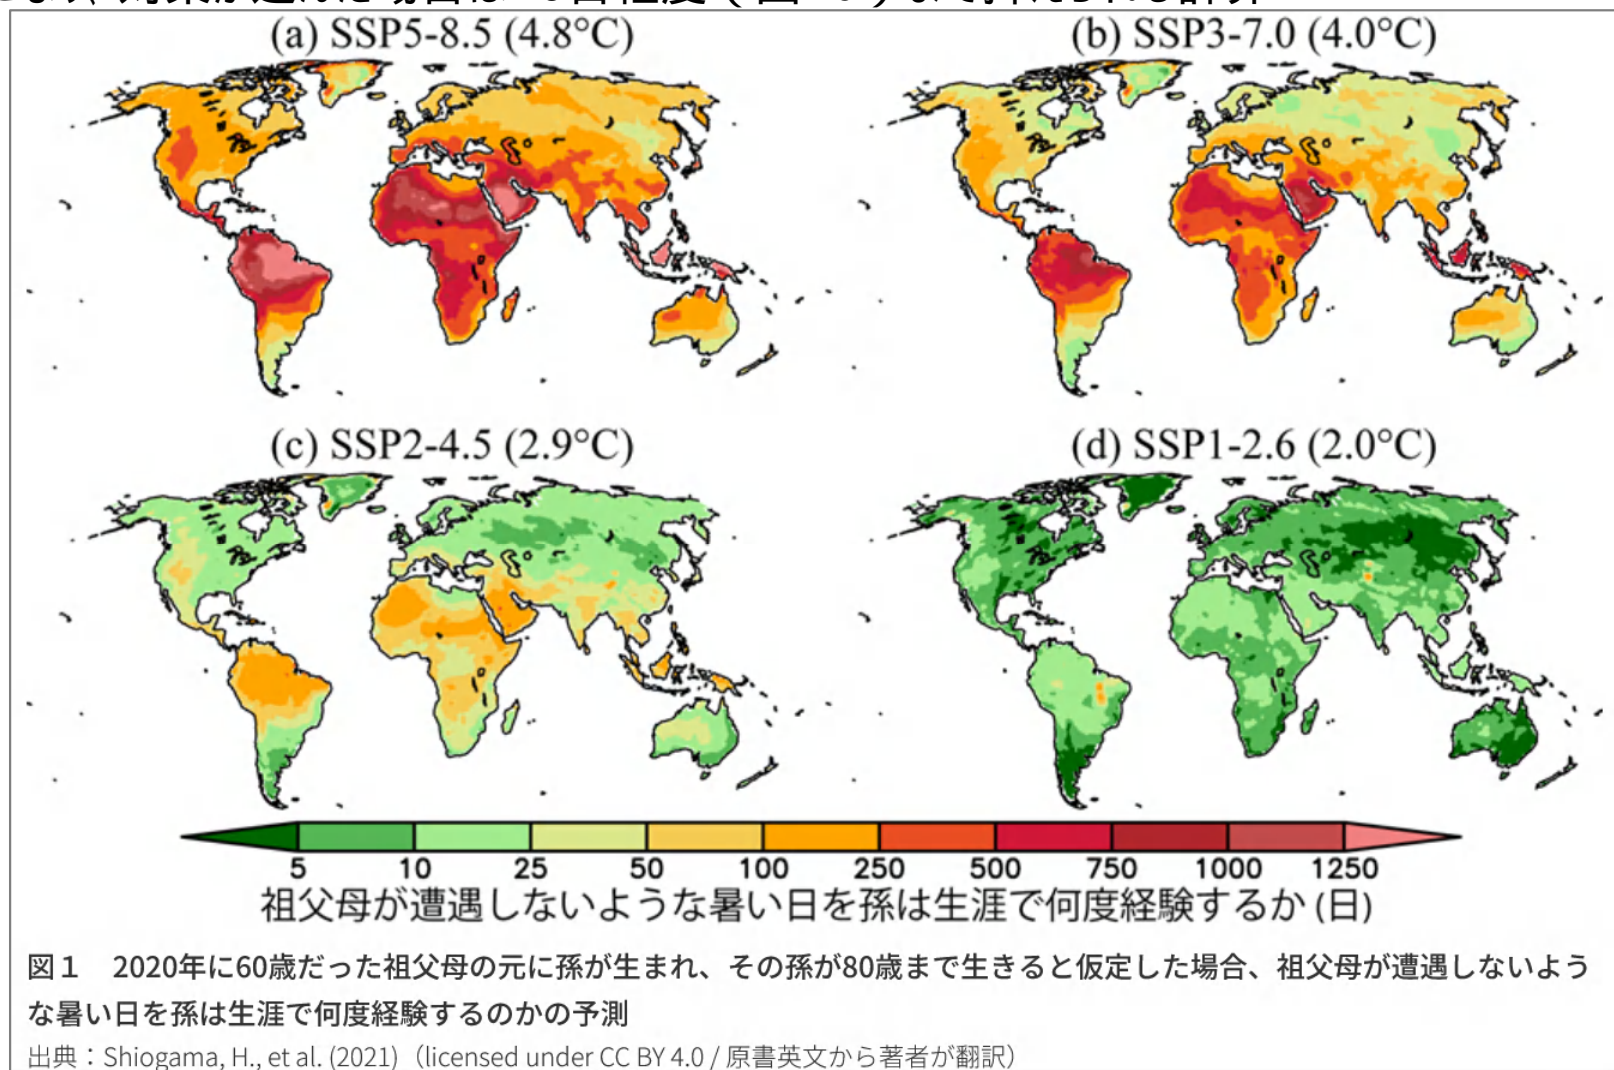 (a) SSP5-8.5 (4.8°C)
(b) SSP3-7.0 (4.0°C)
(c) SSP2-4.5 (2.9°C)
(d) SSP1-2.6 (2.0°C)
5 10 25 50 100 250 500 750 1000 1250
祖父母が遭遇しないような暑い日を孫は生涯で何度経験するか (日)
図１　2020年に60歳だった祖父母の元に孫が生まれ、その孫が80歳まで生きると仮定した場合、祖父母が遭遇しないよう
な暑い日を孫は生涯で何度経験するのかの予測
出典：Shiogama, H., et al. (2021)（licensed under CC BY 4.0 / 原書英文から著者が翻訳）